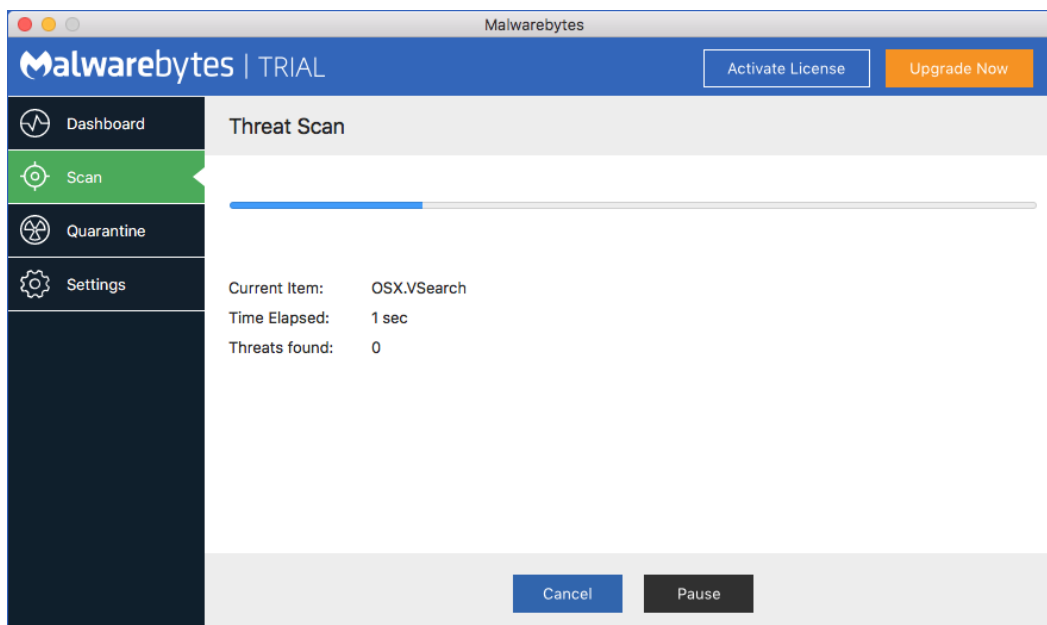 Malwarebytes
Malwarebytes | TRIAL
Activate License
Upgrade Now
Dashboard
Scan
Quarantine
Settings
Threat Scan
Current Item: OSX.VSearch
Time Elapsed: 1 sec
Threats found: 0
Cancel
Pause